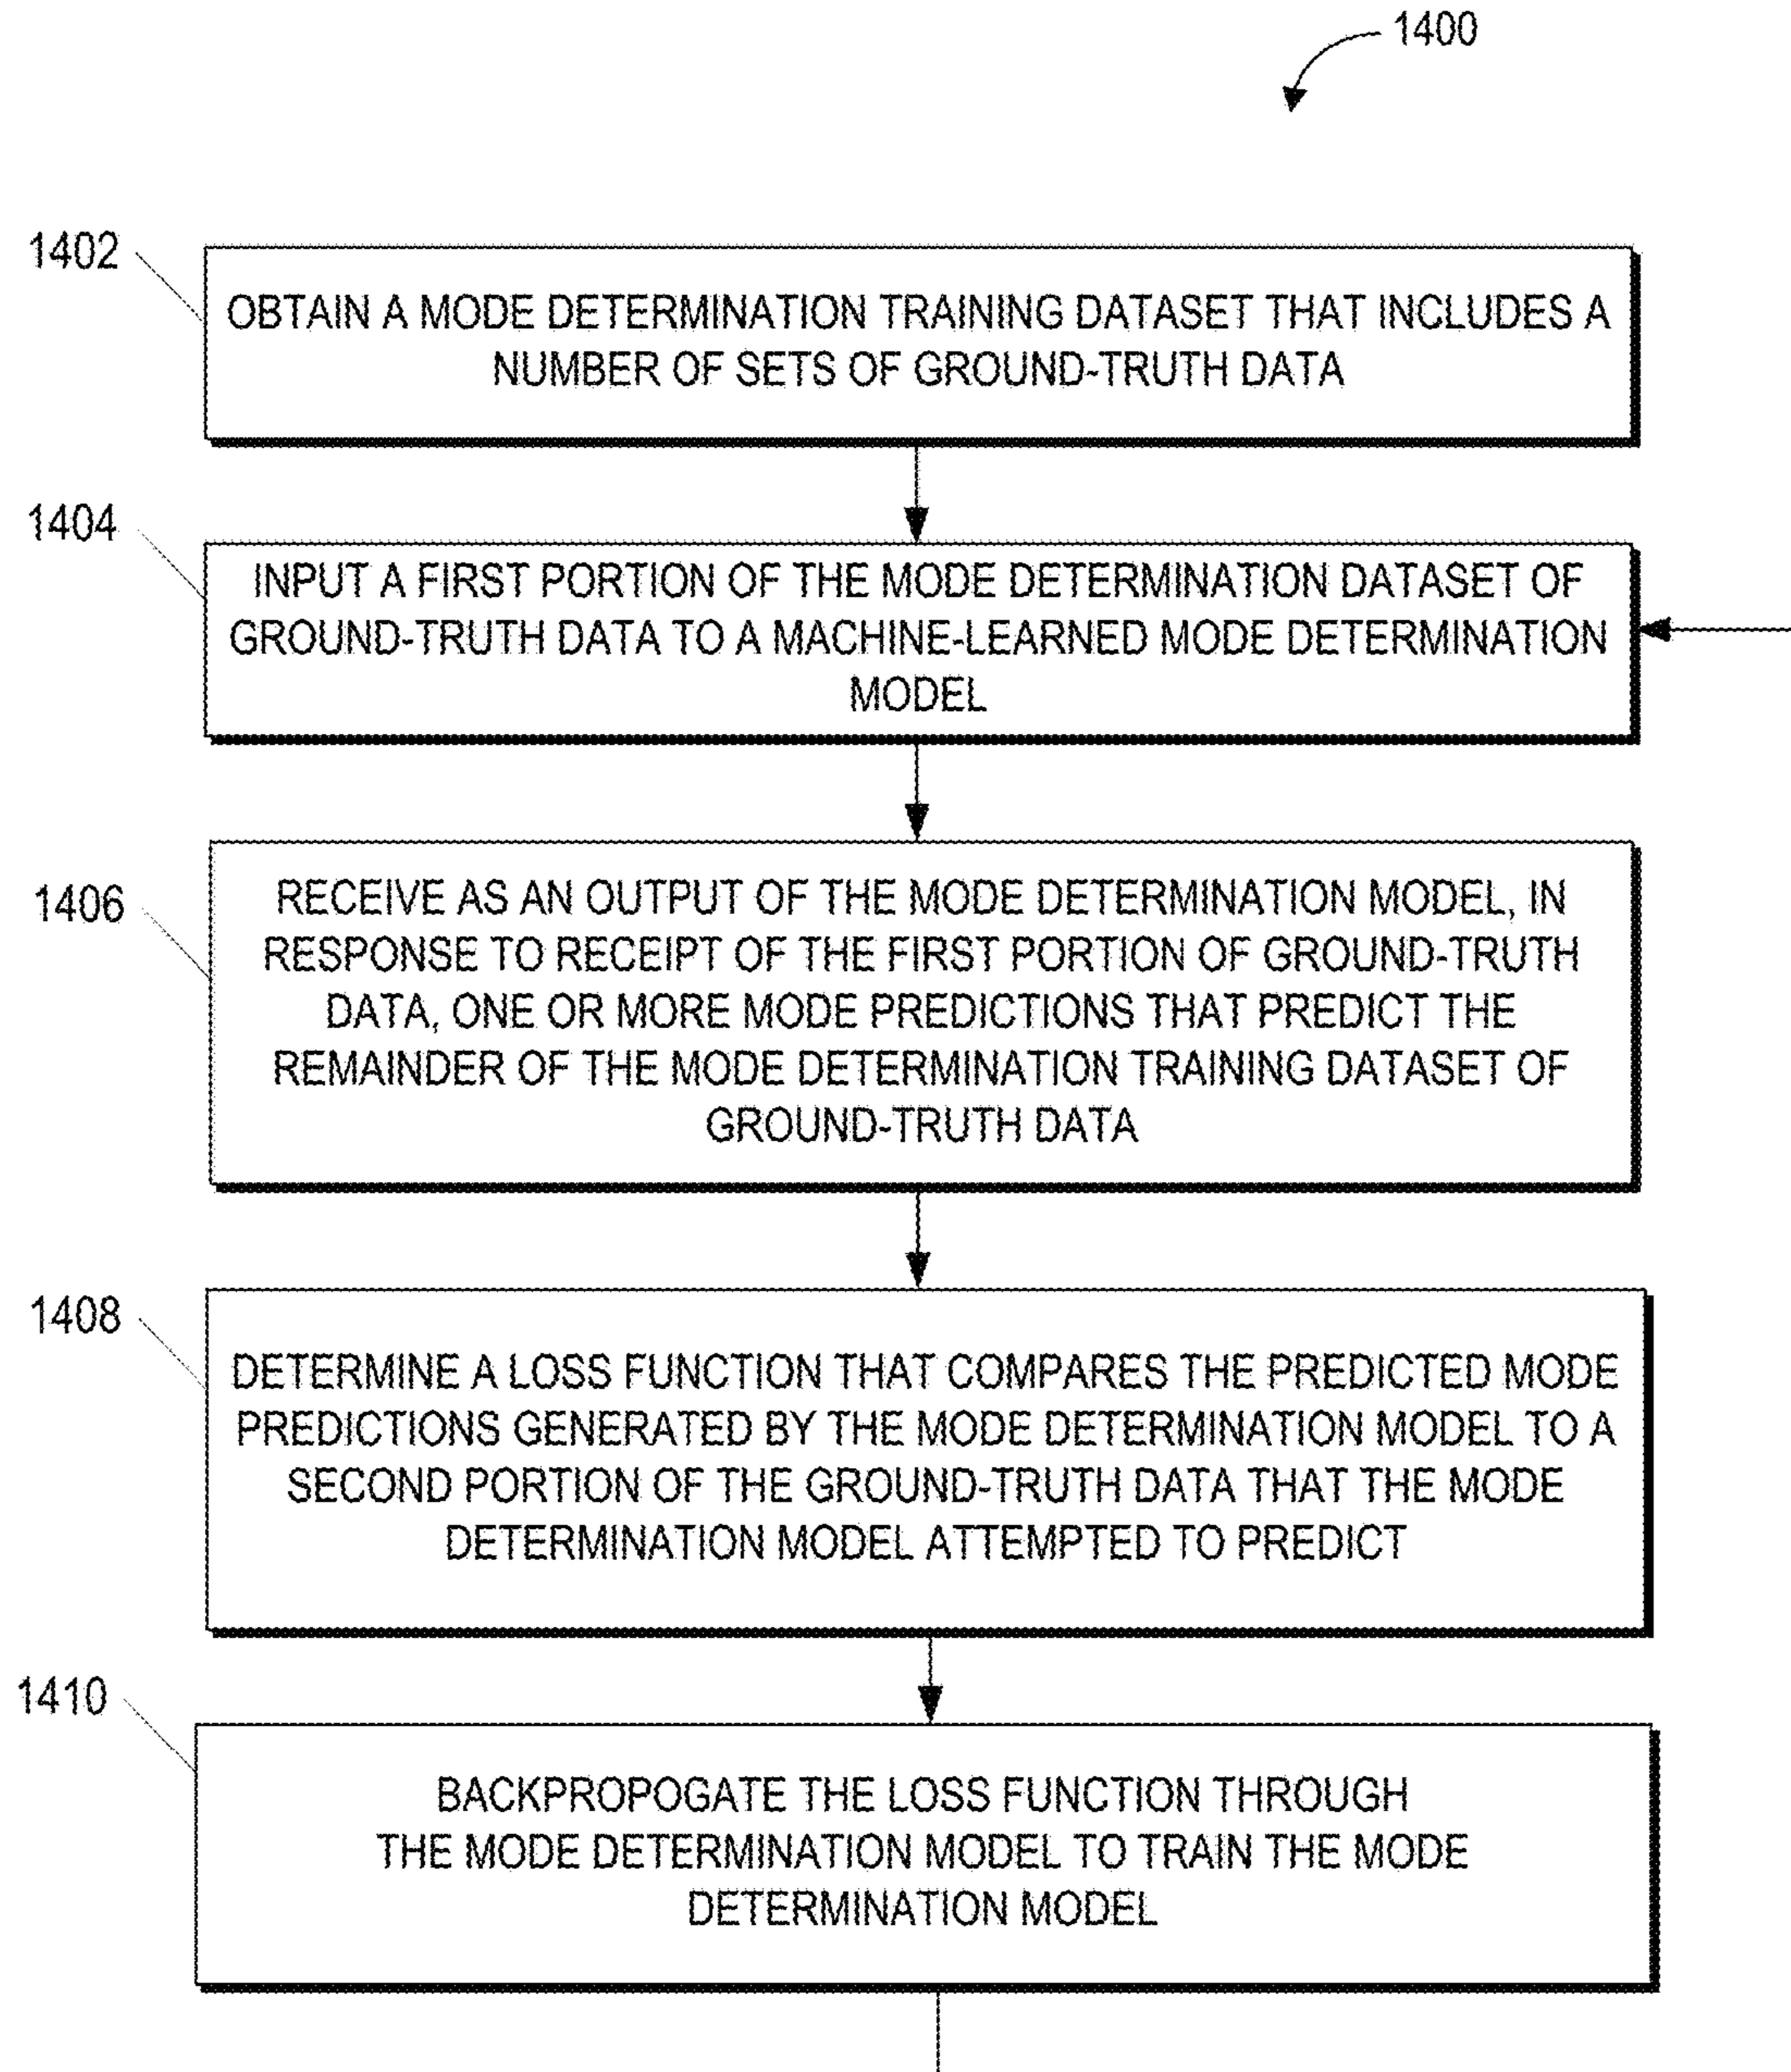 1400
1402
OBTAIN A MODE DETERMINATION TRAINING DATASET THAT INCLUDES A
NUMBER OF SETS OF GROUND-TRUTH DATA
1404
INPUT A FIRST PORTION OF THE MODE DETERMINATION DATASET OF
GROUND-TRUTH DATA TO A MACHINE-LEARNED MODE DETERMINATION
MODEL
1406
RECEIVE AS AN OUTPUT OF THE MODE DETERMINATION MODEL, IN
RESPONSE TO RECEIPT OF THE FIRST PORTION OF GROUND-TRUTH
DATA, ONE OR MORE MODE PREDICTIONS THAT PREDICT THE
REMAINDER OF THE MODE DETERMINATION TRAINING DATASET OF
GROUND-TRUTH DATA
1408
DETERMINE A LOSS FUNCTION THAT COMPARES THE PREDICTED MODE
PREDICTIONS GENERATED BY THE MODE DETERMINATION MODEL TO A
SECOND PORTION OF THE GROUND-TRUTH DATA THAT THE MODE
DETERMINATION MODEL ATTEMPTED TO PREDICT
1410
BACKPROPOGATE THE LOSS FUNCTION THROUGH
THE MODE DETERMINATION MODEL TO TRAIN THE MODE
DETERMINATION MODEL